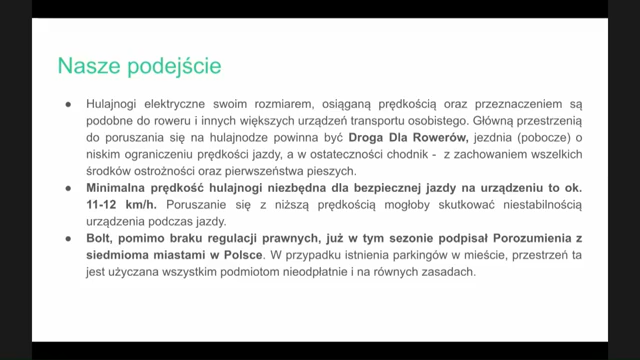 Nasze podejście
● Hulajnogi elektryczne swoim rozmiarem, osiąganą prędkością oraz przeznaczeniem są
podobne do roweru i innych większych urządzeń transportu osobistego. Główną przestrzenią
do poruszania się na hulajnodze powinna być Droga Dla Rowerów, jezdnia (pobocze) o
niskim ograniczeniu prędkości jazdy, a w ostateczności chodnik - z zachowaniem wszelkich
środków ostrożności oraz pierwszeństwa pieszych.
● Minimalna prędkość hulajnogi niezbędna dla bezpiecznej jazdy na urządzeniu to ok.
11-12 km/h. Poruszanie się z niższą prędkością mogłoby skutkować niestabilnością
urządzenia podczas jazdy.
● Bolt, pomimo braku regulacji prawnych, już w tym sezonie podpisał Porozumienia z
siedmioma miastami w Polsce. W przypadku istnienia parkingów w mieście, przestrzeń ta
jest użyczana wszystkim podmiotom nieodpłatnie i na równych zasadach.